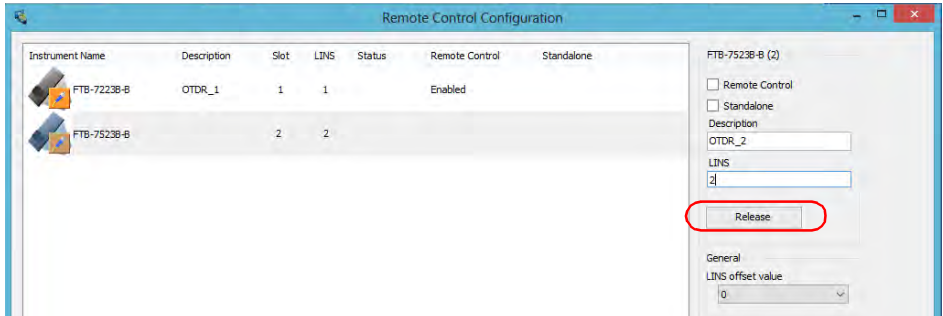 Remote Control Configuration
Instrument Name Description Slot LINS Status Remote Control Standalone
FTB-7223B-B OTDR_1 1 1 Enabled
FTB-7523B-B 2 2
FTB-7523B-B (2)
Remote Control
Standalone
Description
OTDR_2
LINS
2
Release
General
LINS offset value
0